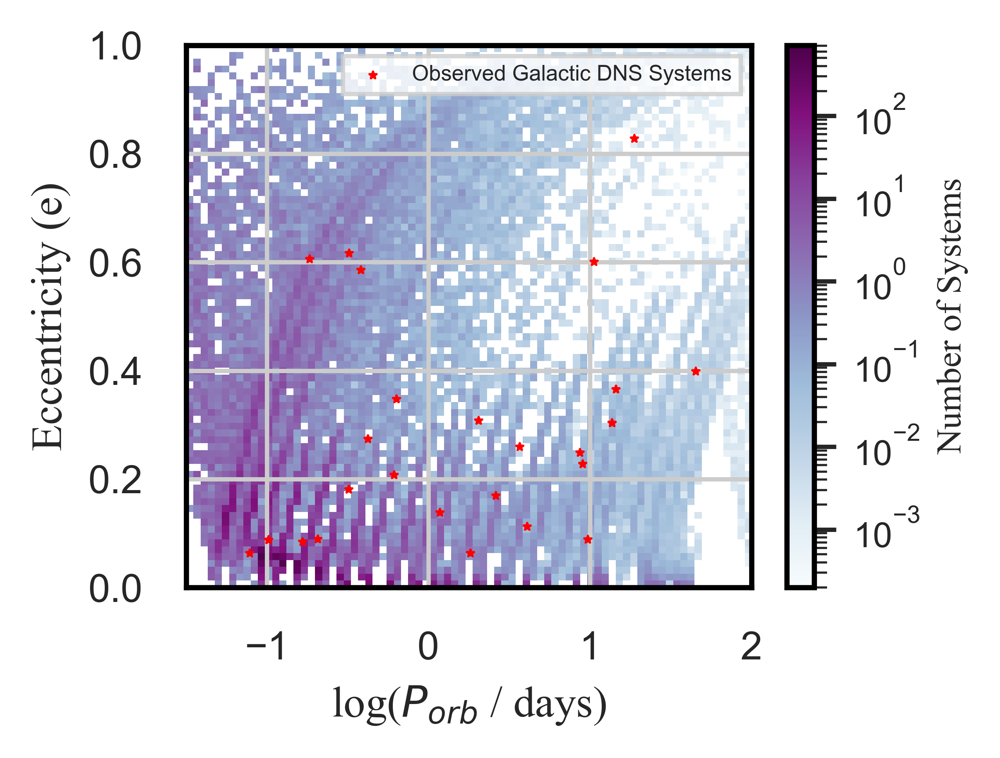 Observed Galactic DNS Systems
1.0
0.8
0.6
0.4
0.2
0.0
Eccentricity (e)
−1 0 1 2
log(P_orb / days)
10^2
10^1
10^0
10^−1
10^−2
10^−3
Number of Systems